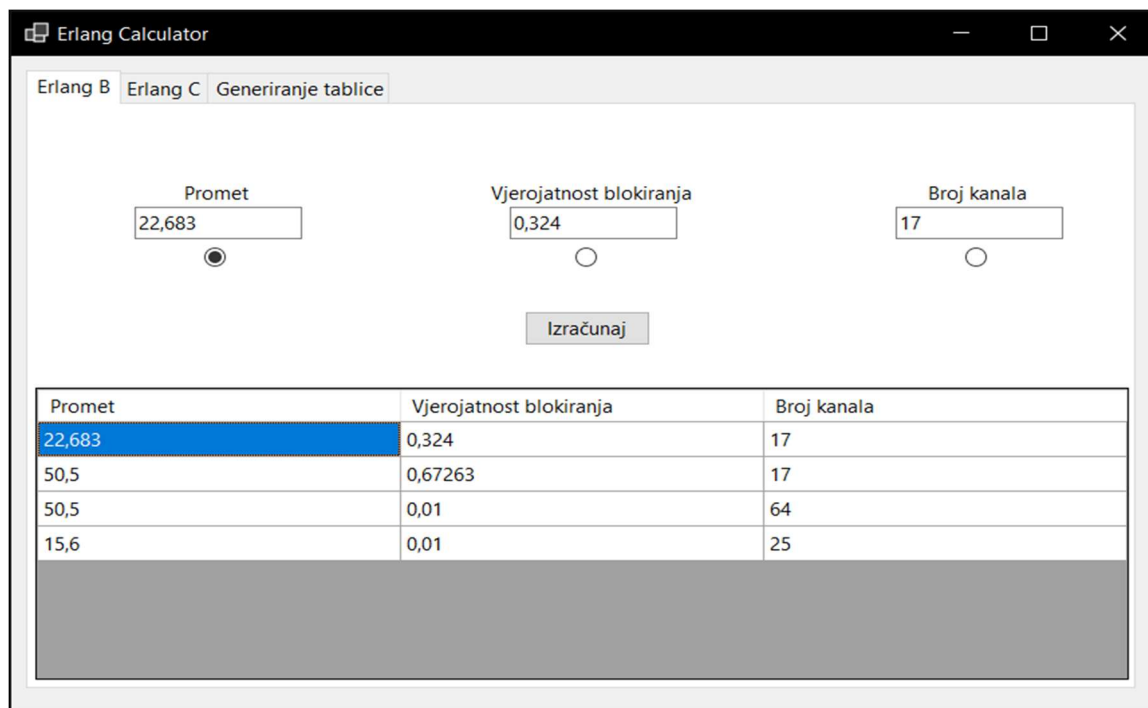 Erlang Calculator
Erlang B Erlang C Generiranje tablice
Promet Vjerojatnost blokiranja Broj kanala
22,683 0,324 17
Izračunaj
Promet Vjerojatnost blokiranja Broj kanala
22,683 0,324 17
50,5 0,67263 17
50,5 0,01 64
15,6 0,01 25